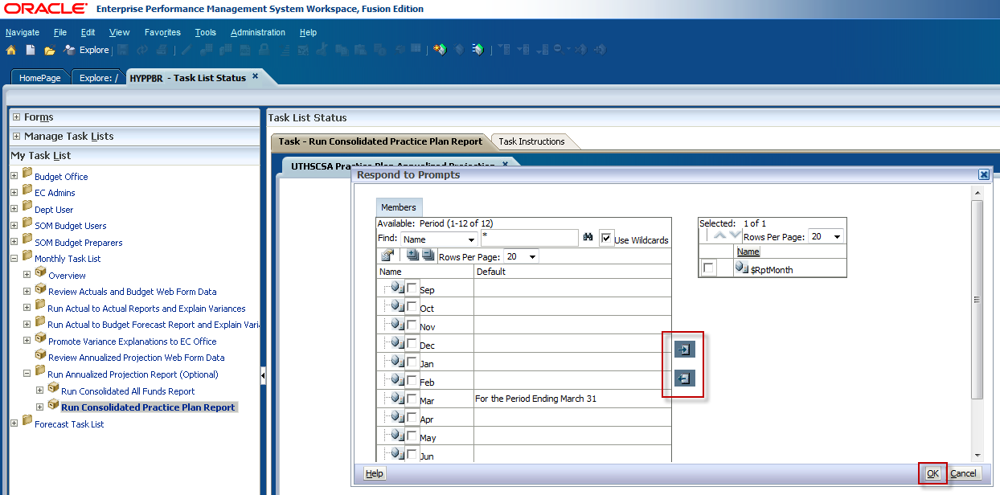 ORACLE® Enterprise Performance Management System Workspace, Fusion Edition
Navigate File Edit View Favorites Tools Administration Help
Explore
HomePage Explore: / HYPPBR - Task List Status
Forms
Manage Task Lists
My Task List
Budget Office
EC Admins
Dept User
SOM Budget Users
SOM Budget Preparers
Monthly Task List
Overview
Review Actuals and Budget Web Form Data
Run Actual to Actual Reports and Explain Variances
Run Actual to Budget Forecast Report and Explain Vari
Promote Variance Explanations to EC Office
Review Annualized Projection Web Form Data
Run Annualized Projection Report (Optional)
Run Consolidated All Funds Report
Run Consolidated Practice Plan Report
Forecast Task List
Task List Status
Task - Run Consolidated Practice Plan Report Task Instructions
UTHSCSA Practice Plan Annualized Projection
Respond to Prompts
Members
Available: Period (1-12 of 12)
Find: Name * Use Wildcards
Rows Per Page: 20
Name Default
Sep
Oct
Nov
Dec
Jan
Feb
Mar For the Period Ending March 31
Apr
May
Jun
Selected: 1 of 1
Rows Per Page: 20
Name
$RptMonth
Help OK Cancel